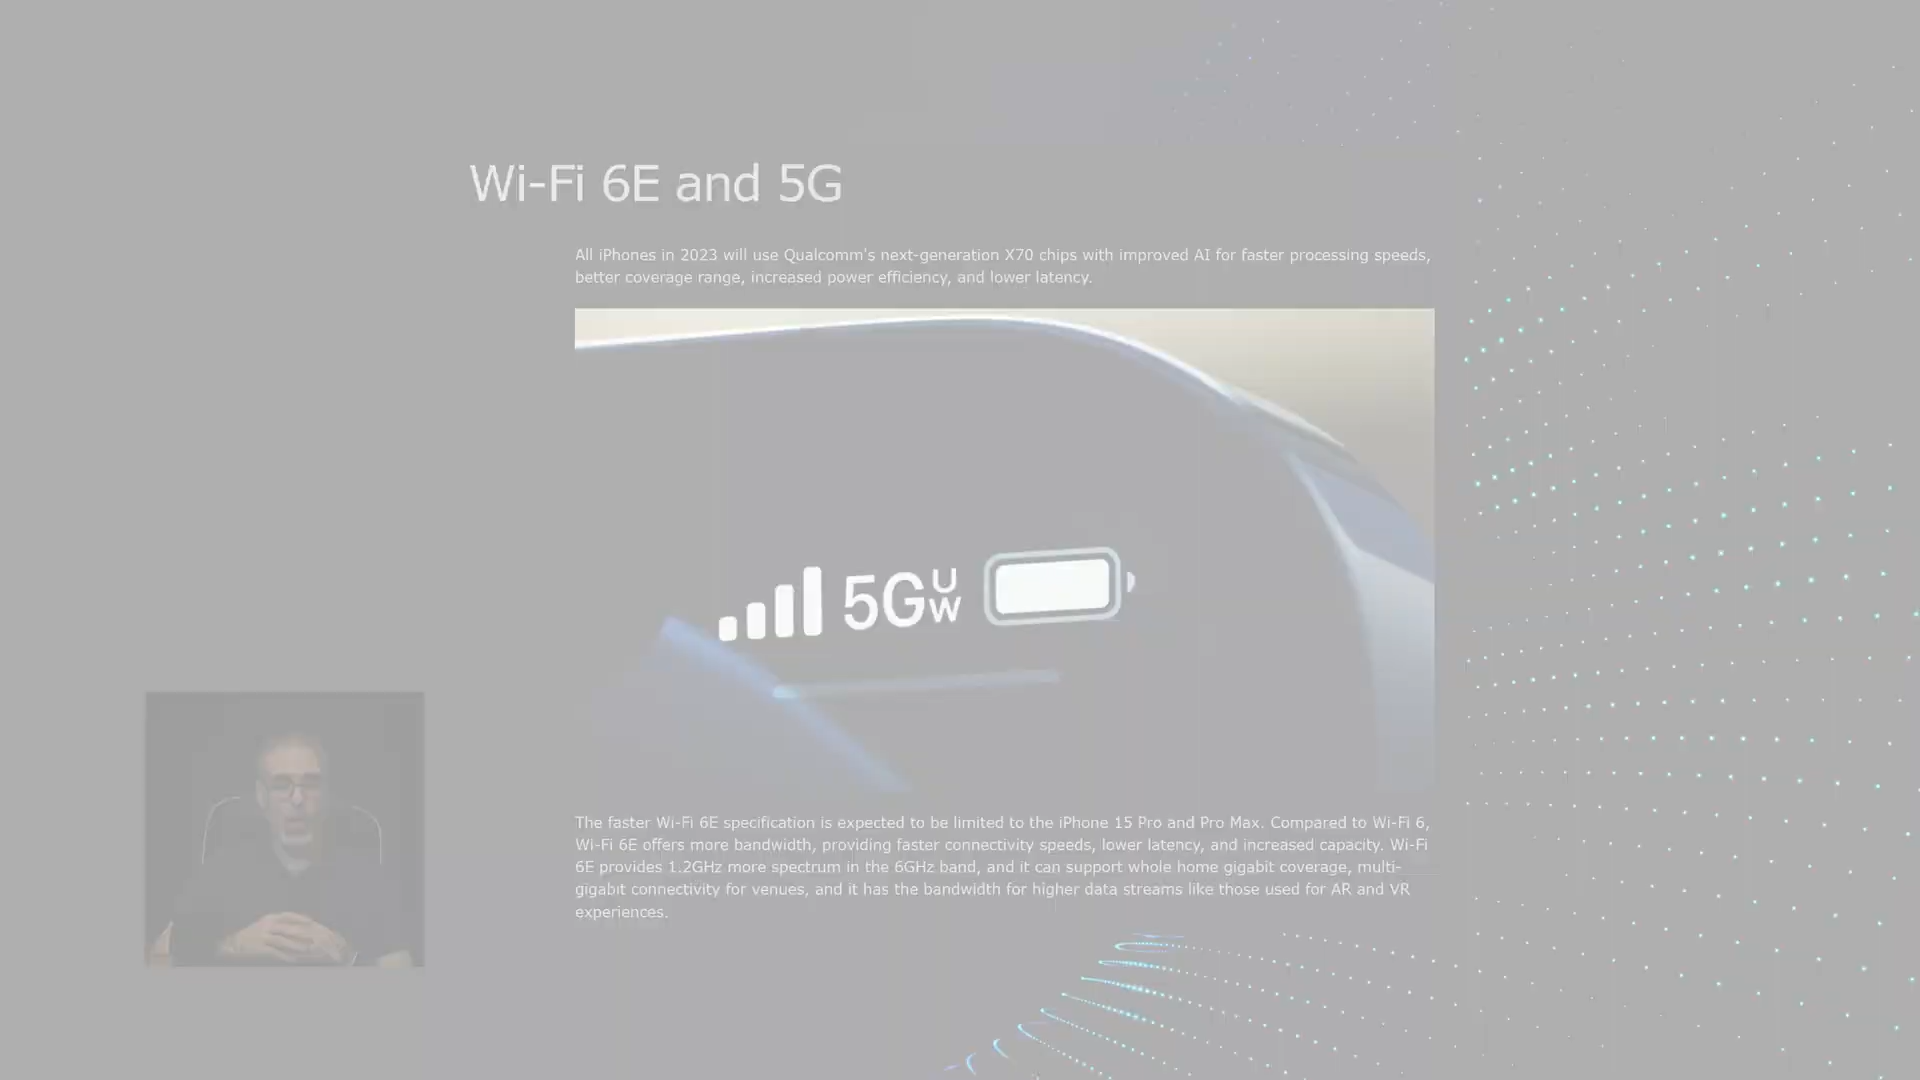 Wi-Fi 6E and 5G
All iPhones in 2023 will use Qualcomm's next-generation X70 chips with improved AI for faster processing speeds,
better coverage range, increased power efficiency, and lower latency.
5G UW
The faster Wi-Fi 6E specification is expected to be limited to the iPhone 15 Pro and Pro Max. Compared to Wi-Fi 6,
Wi-Fi 6E offers more bandwidth, providing faster connectivity speeds, lower latency, and increased capacity. Wi-Fi
6E provides 1.2GHz more spectrum in the 6GHz band, and it can support whole home gigabit coverage, multi-
gigabit connectivity for venues, and it has the bandwidth for higher data streams like those used for AR and VR
experiences.